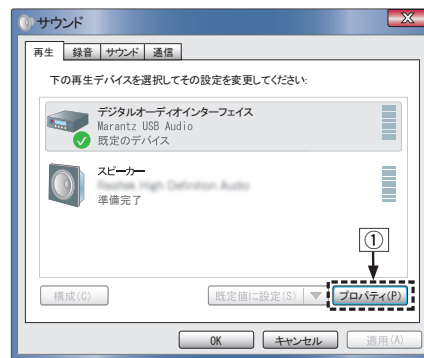 サウンド
再生 録音 サウンド 通信
下の再生デバイスを選択してその設定を変更してください:
デジタルオーディオインターフェイス
Marantz USB Audio
既定のデバイス
スピーカー
Realtek High Definition Audio
準備完了
①
構成(C) 既定値に設定(S) プロパティ(P)
OK キャンセル 適用(A)